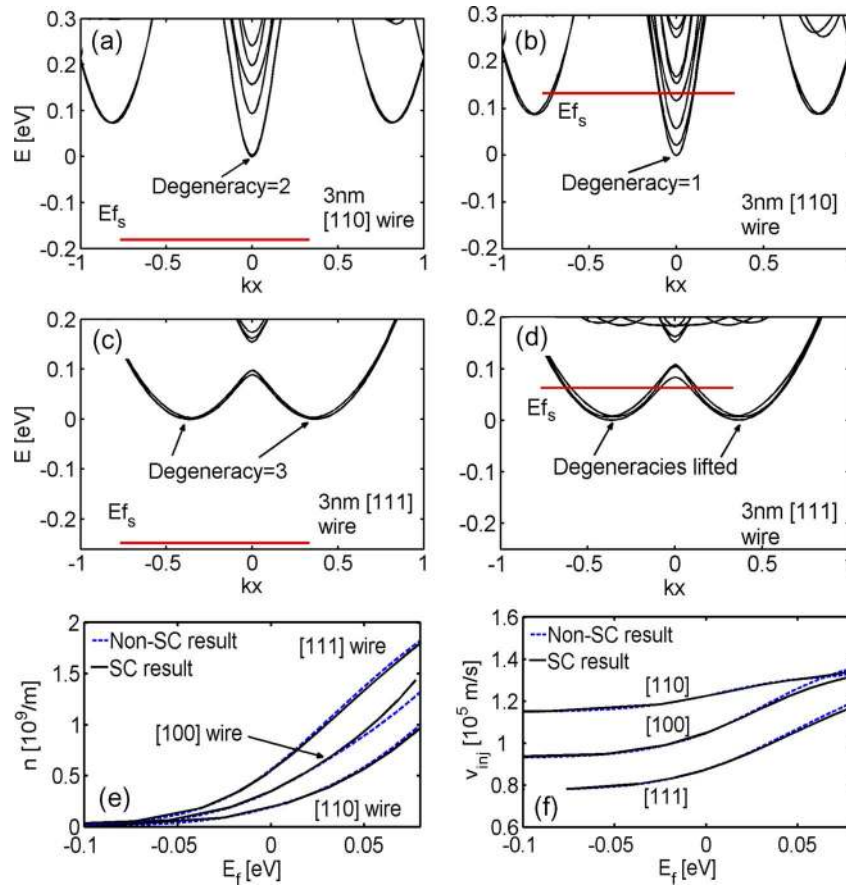 (a)
0.3
0.2
0.1
0
-0.1
-0.2
E [eV]
Degeneracy=2
Ef_s
3nm
[110] wire
-1 -0.5 0 0.5 1
kx
(b)
0.3
0.2
0.1
0
-0.1
-0.2
E [eV]
Ef_s
Degeneracy=1
3nm [110]
wire
-1 -0.5 0 0.5 1
kx
(c)
0.2
0.1
0
-0.1
-0.2
E [eV]
Degeneracy=3
Ef_s
3nm [111]
wire
-1 -0.5 0 0.5 1
kx
(d)
0.2
0.1
0
-0.1
-0.2
E [eV]
Ef_s
Degeneracies lifted
3nm [111]
wire
-1 -0.5 0 0.5 1
kx
2
1.5
1
0.5
0
n [10^9/m]
Non-SC result
SC result
[111] wire
[100] wire
[110] wire
(e)
-0.1 -0.05 0 0.05
E_f [eV]
1.6
1.4
1.2
1
0.8
0.6
v_inj [10^5 m/s]
Non-SC result
SC result
[110]
[100]
[111]
(f)
-0.1 -0.05 0 0.05
E_f [eV]